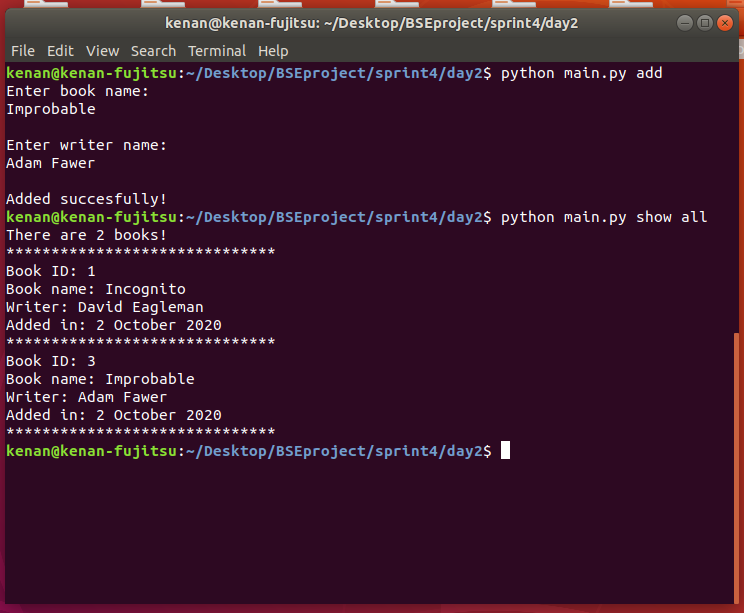 kenan@kenan-fujitsu: ~/Desktop/BSEproject/sprint4/day2
File Edit View Search Terminal Help
kenan@kenan-fujitsu:~/Desktop/BSEproject/sprint4/day2$ python main.py add
Enter book name:
Improbable
Enter writer name:
Adam Fawer
Added succesfully!
kenan@kenan-fujitsu:~/Desktop/BSEproject/sprint4/day2$ python main.py show all
There are 2 books!
******************************
Book ID: 1
Book name: Incognito
Writer: David Eagleman
Added in: 2 October 2020
******************************
Book ID: 3
Book name: Improbable
Writer: Adam Fawer
Added in: 2 October 2020
******************************
kenan@kenan-fujitsu:~/Desktop/BSEproject/sprint4/day2$